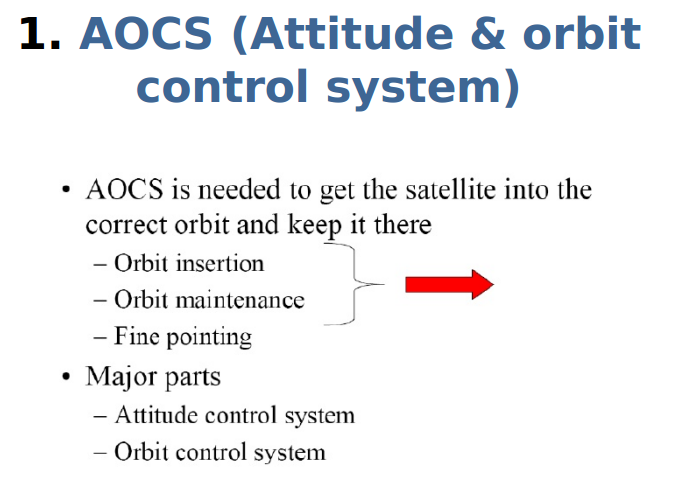 1. AOCS (Attitude & orbit
control system)
• AOCS is needed to get the satellite into the
correct orbit and keep it there
– Orbit insertion
– Orbit maintenance
– Fine pointing
• Major parts
– Attitude control system
– Orbit control system